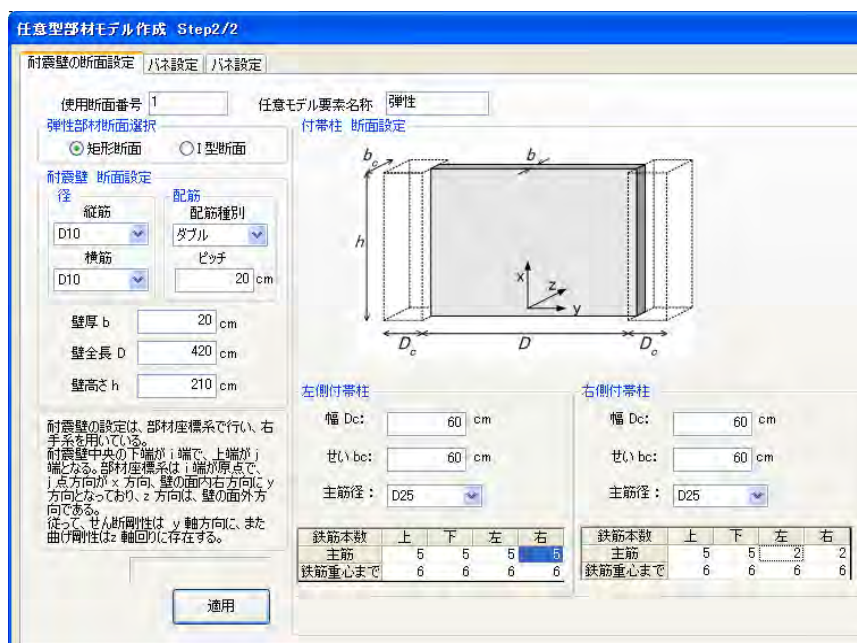 任意型部材モデル作成 Step2/2
耐震壁の断面設定 バネ設定 バネ設定
使用断面番号 1 任意モデル要素名称 弾性
弾性部材断面選択
矩形断面 I型断面
耐震壁 断面設定
径
縦筋
D10
横筋
D10
配筋
配筋種別
ダブル
ピッチ
20 cm
壁厚 b 20 cm
壁全長 D 420 cm
壁高さ h 210 cm
耐震壁の設定は、部材座標系で行い、右
手系を用いている。
耐震壁中央の下端が i 端で、上端が j
端となる。部材座標系は i 端が原点で、
j 点方向が x 方向、壁の面内右方向に y
方向となっており、z 方向は、壁の面外方
向である。
従って、せん断剛性は y 軸方向に、また
曲げ剛性は z 軸回りに存在する。
適用
付帯柱 断面設定
bc b
h
x z y
Dc D Dc
左側付帯柱
幅 Dc: 60 cm
せい bc: 60 cm
主筋径： D25
鉄筋本数 上 下 左 右
主筋 5 5 5 5
鉄筋重心まで 6 6 6 6
右側付帯柱
幅 Dc: 60 cm
せい bc: 60 cm
主筋径： D25
鉄筋本数 上 下 左 右
主筋 5 5 2 2
鉄筋重心まで 6 6 6 6